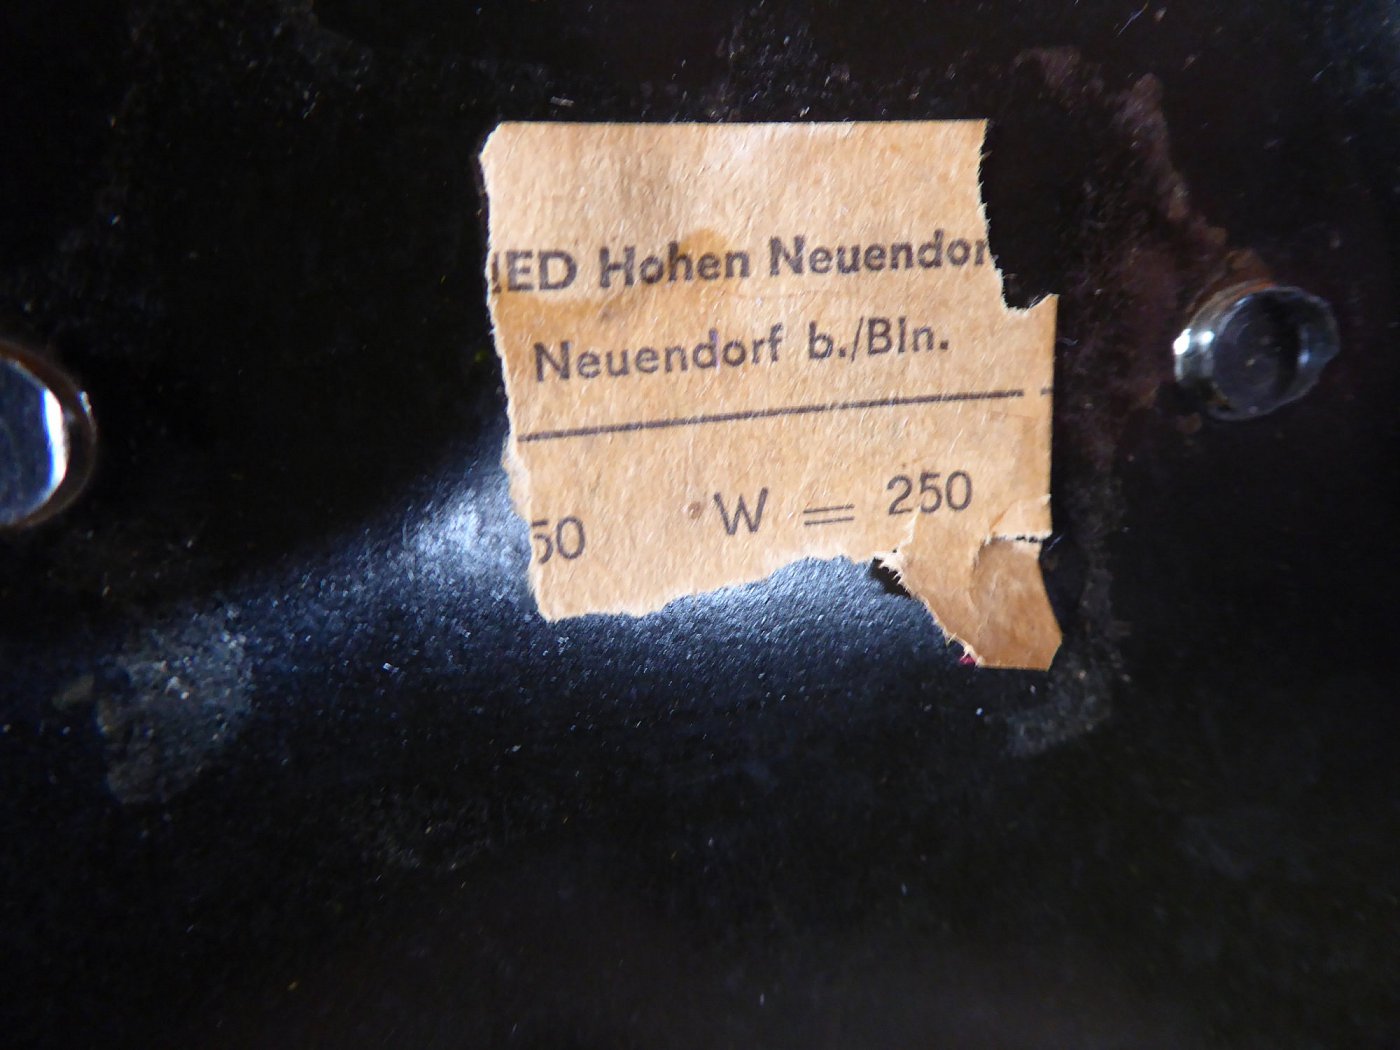 IED Hohen Neuendor
Neuendorf b./Bln.
50 W = 250